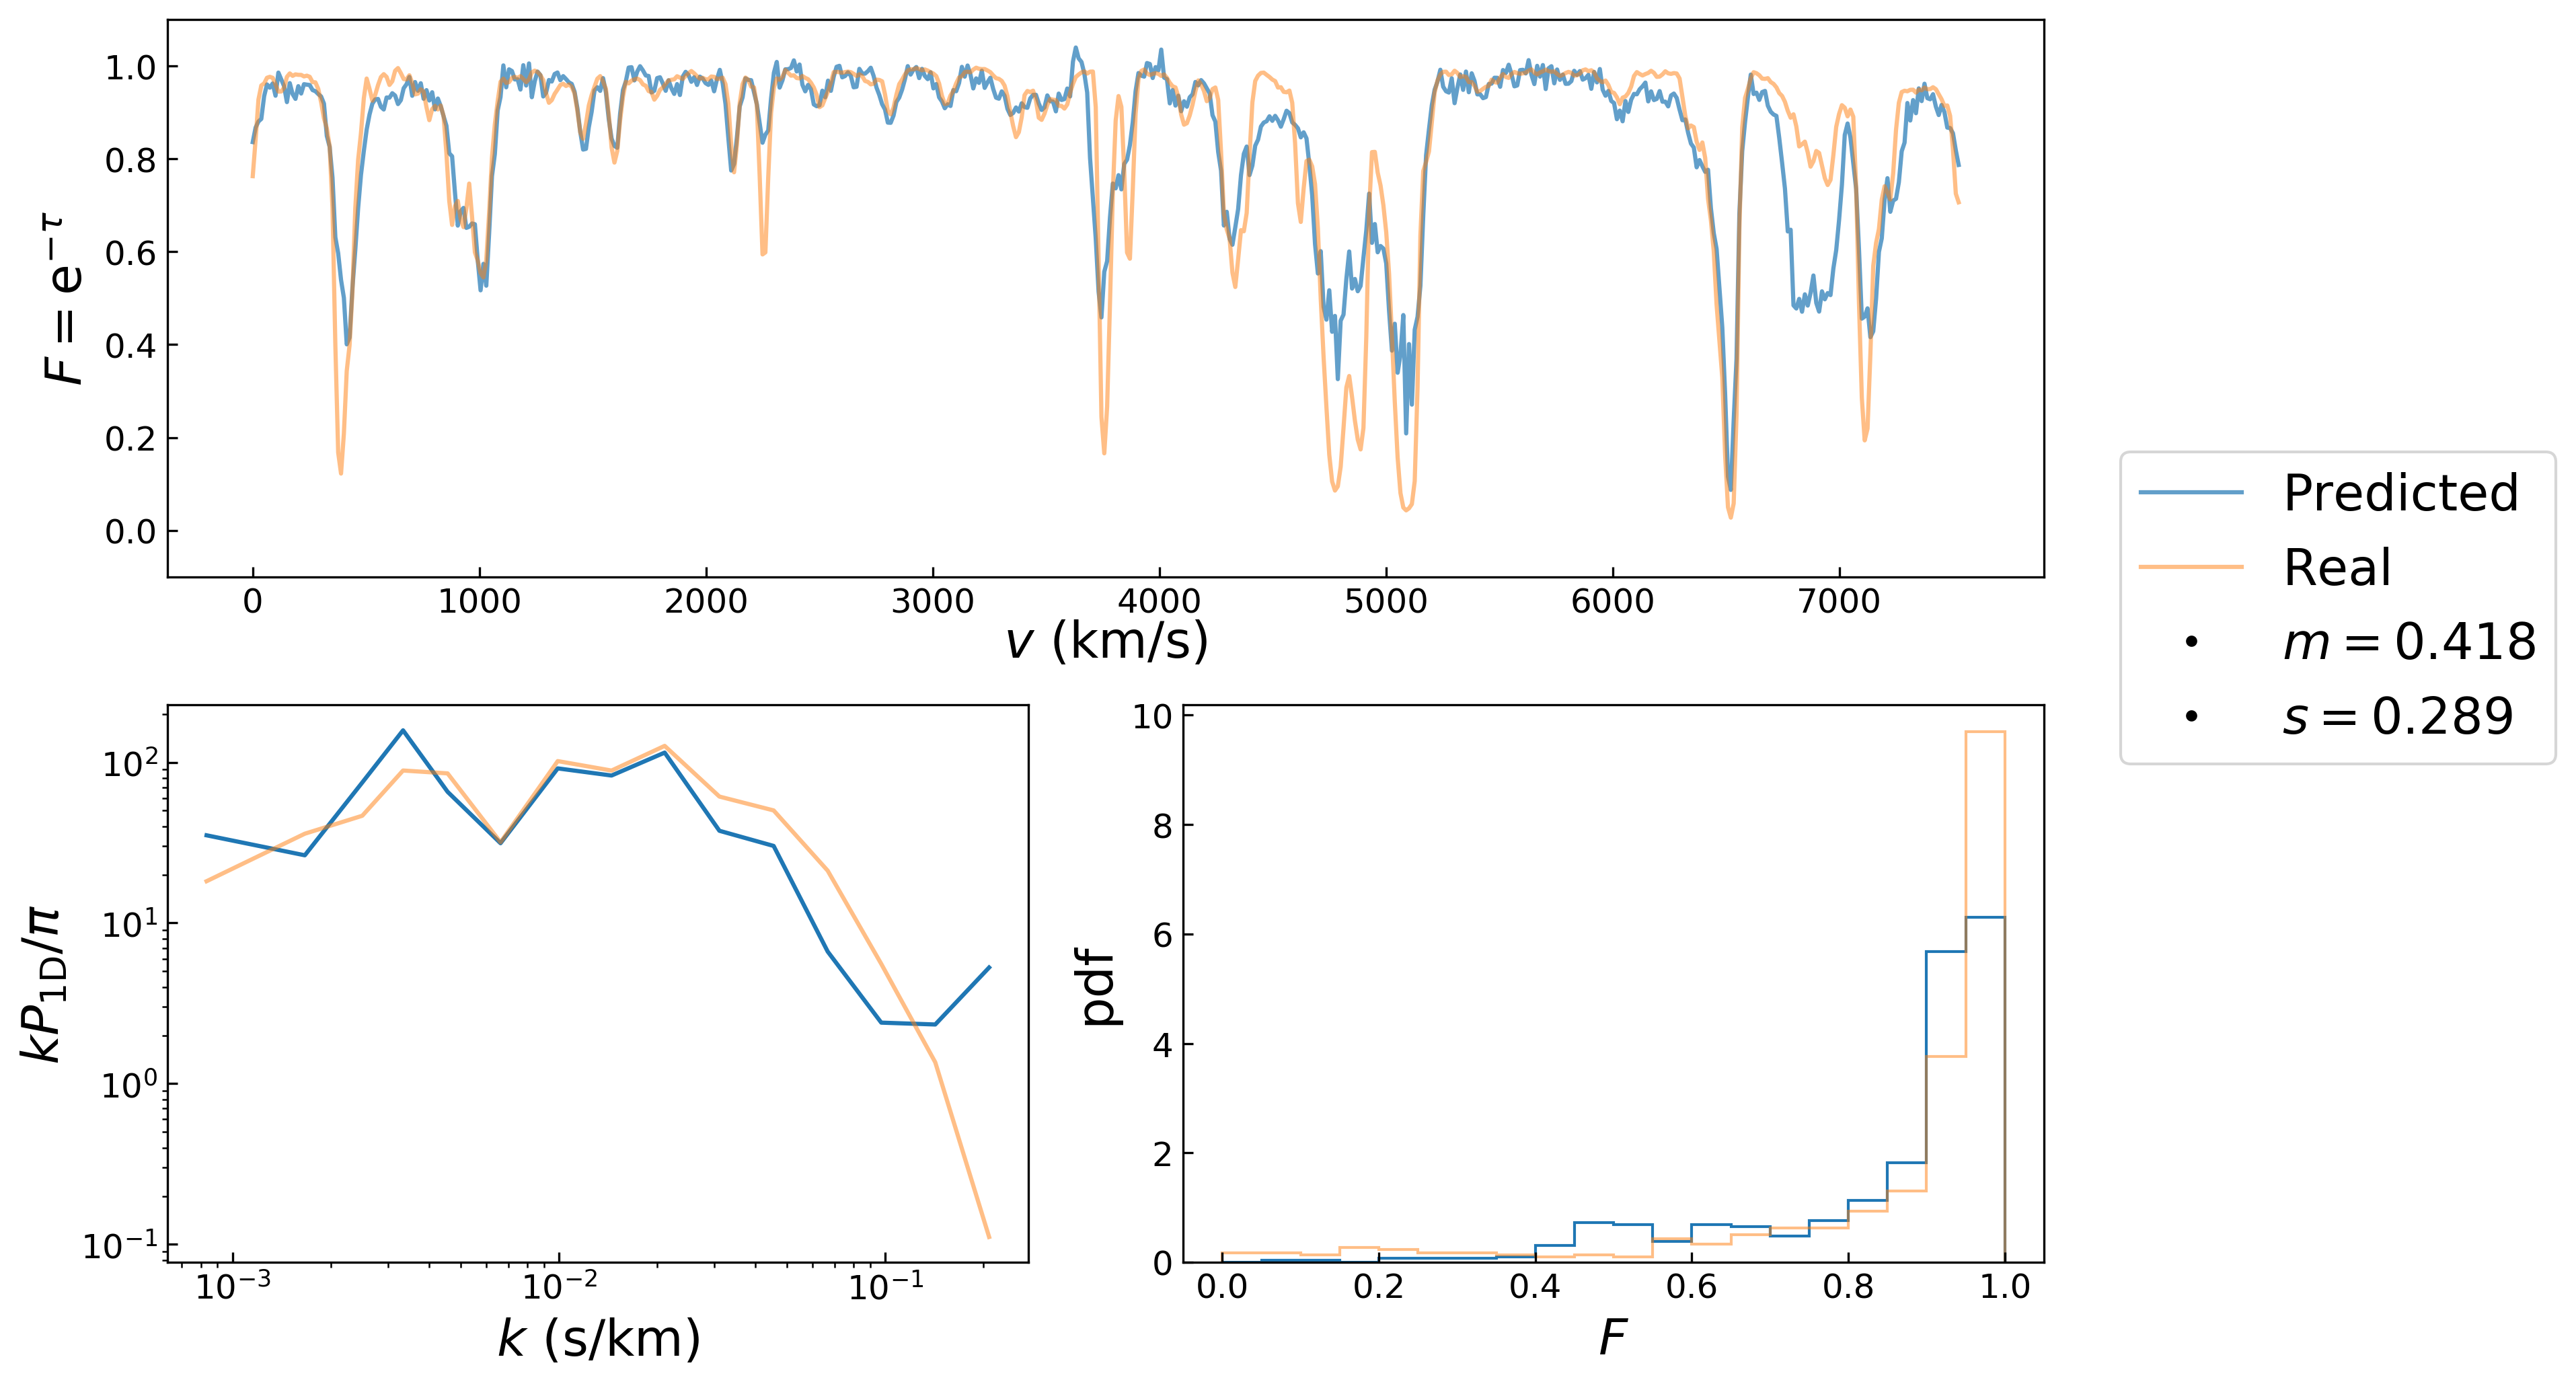 1.0
0.8
0.6
0.4
0.2
0.0
F = e^{-τ}
0 1000 2000 3000 4000 5000 6000 7000
v (km/s)
Predicted
Real
m = 0.418
s = 0.289
10^2
10^1
10^0
10^{-1}
kP_{1D}/π
10^{-3} 10^{-2} 10^{-1}
k (s/km)
10
8
6
4
2
0
pdf
0.0 0.2 0.4 0.6 0.8 1.0
F